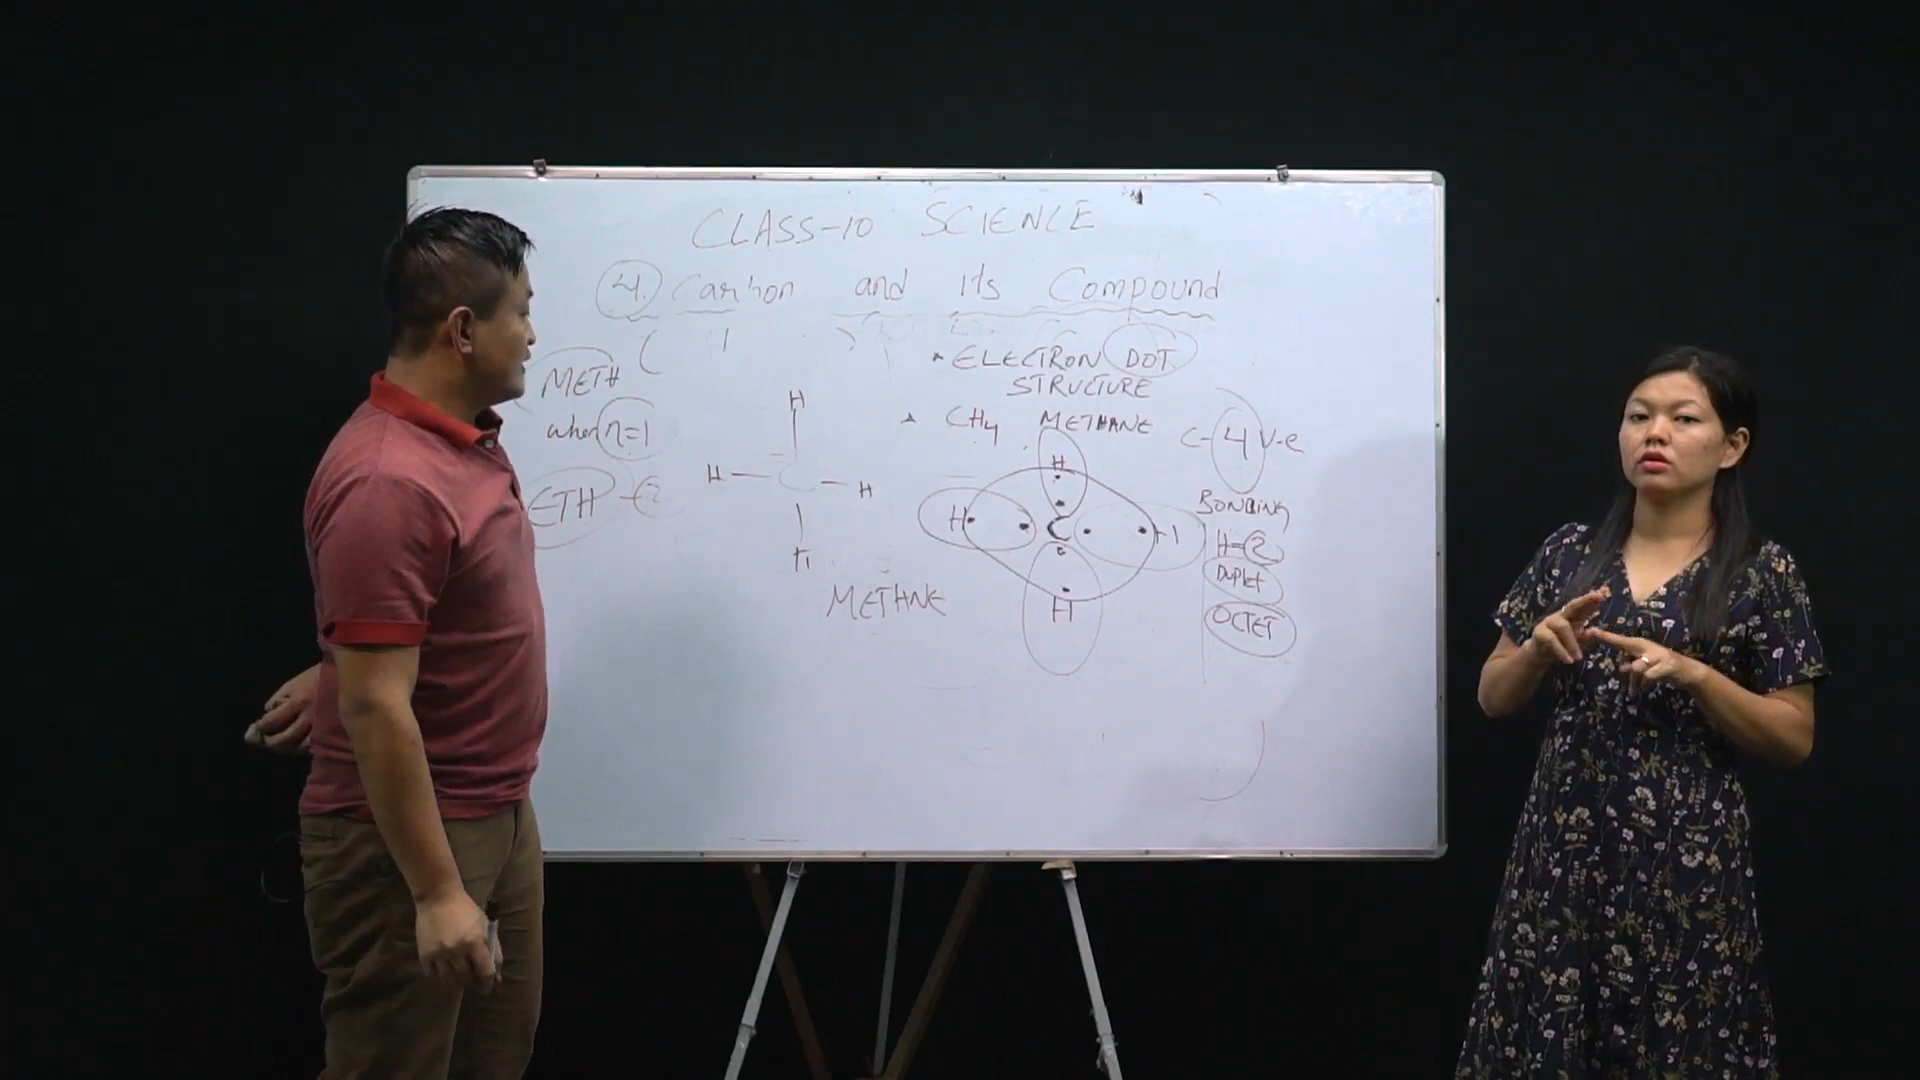 CLASS-10 SCIENCE
4. Carbon and its Compound
METH
when n=1
ETH - 2
H
H C H
H
METHNE
• ELECTRON DOT
STRUCTURE
CH4 METHANE
H
H C H
H
C-4 V-e
BONDING
H-2
Duplet
OCTET